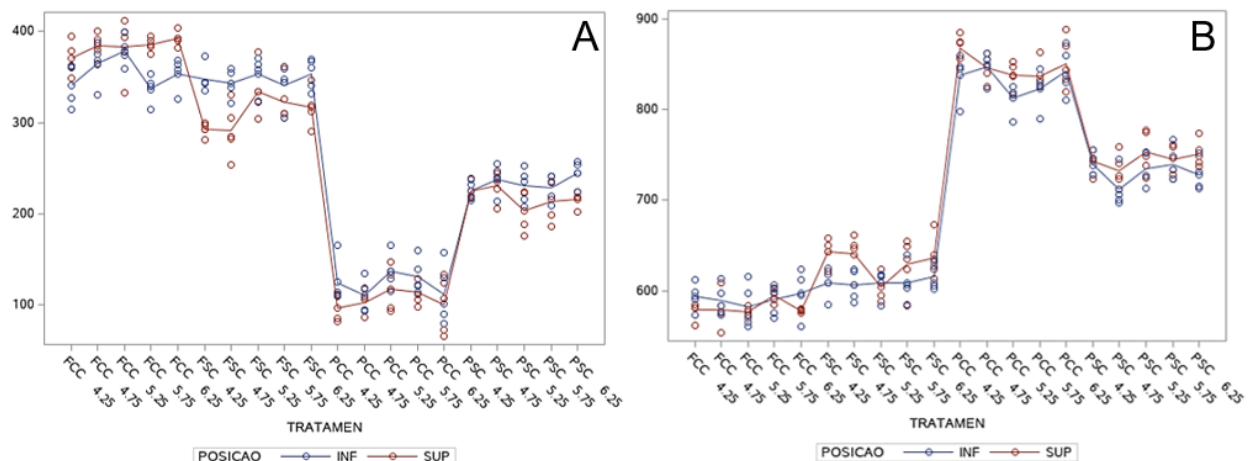 A
400
300
200
100
FCC 4.25
FCC 4.75
FCC 5.25
FCC 5.75
FCC 6.25
FSC 4.25
FSC 4.75
FSC 5.25
FSC 5.75
FSC 6.25
PCC 4.25
PCC 4.75
PCC 5.25
PCC 5.75
PCC 6.25
PSC 4.25
PSC 4.75
PSC 5.25
PSC 5.75
PSC 6.25
TRATAMEN
POSICAO INF SUP
B
900
800
700
600
FCC 4.25
FCC 4.75
FCC 5.25
FCC 5.75
FCC 6.25
FSC 4.25
FSC 4.75
FSC 5.25
FSC 5.75
FSC 6.25
PCC 4.25
PCC 4.75
PCC 5.25
PCC 5.75
PCC 6.25
PSC 4.25
PSC 4.75
PSC 5.25
PSC 5.75
PSC 6.25
TRATAMEN
POSICAO INF SUP